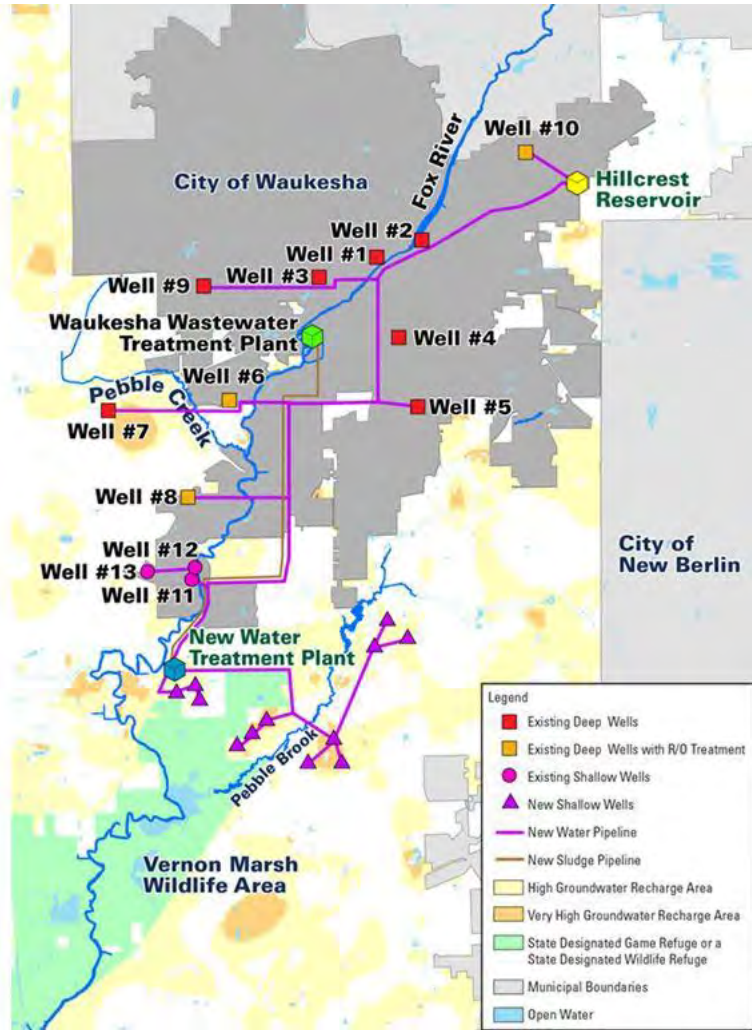 Well #10
Fox River
City of Waukesha
Hillcrest
Reservoir
Well #2
Well #1
Well #3
Well #9
Waukesha Wastewater
Treatment Plant
Well #4
Well #6
Pebble Creek
Well #5
Well #7
Well #8
Well #12
Well #13
Well #11
City of
New Berlin
New Water
Treatment Plant
Pebble Brook
Vernon Marsh
Wildlife Area
Legend
Existing Deep Wells
Existing Deep Wells with R/O Treatment
Existing Shallow Wells
New Shallow Wells
New Water Pipeline
New Sludge Pipeline
High Groundwater Recharge Area
Very High Groundwater Recharge Area
State Designated Game Refuge or a
State Designated Wildlife Refuge
Municipal Boundaries
Open Water